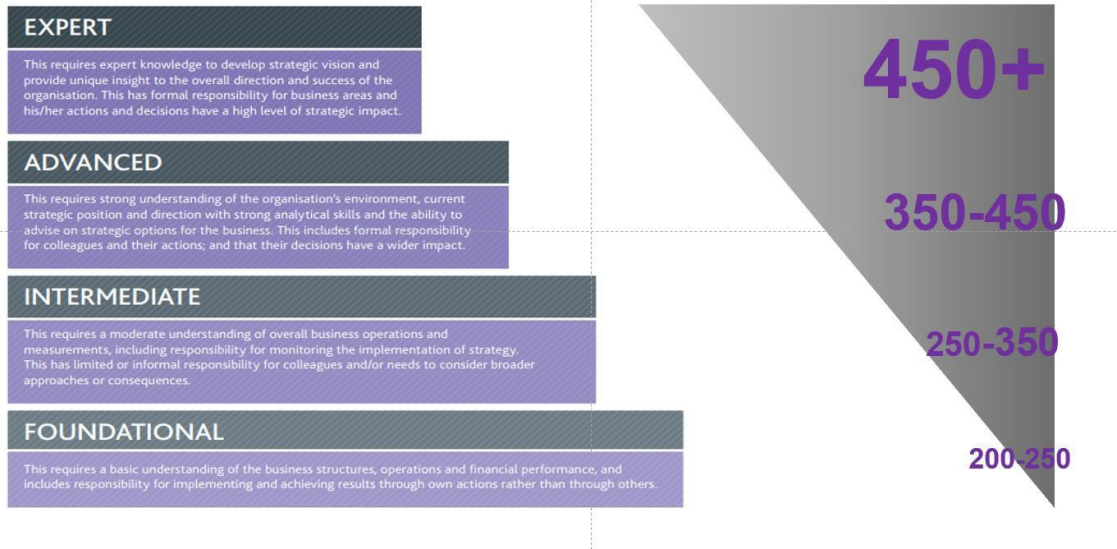 EXPERT
This requires expert knowledge to develop strategic vision and
provide unique insight to the overall direction and success of the
organisation. This has formal responsibility for business areas and
his/her actions and decisions have a high level of strategic impact.
450+
ADVANCED
This requires strong understanding of the organisation's environment, current
strategic position and direction with strong analytical skills and the ability to
advise on strategic options for the business. This includes formal responsibility
for colleagues and their actions; and that their decisions have a wider impact.
350-450
INTERMEDIATE
This requires a moderate understanding of overall business operations and
measurements, including responsibility for monitoring the implementation of strategy.
This has limited or informal responsibility for colleagues and/or needs to consider broader
approaches or consequences.
250-350
FOUNDATIONAL
This requires a basic understanding of the business structures, operations and financial performance, and
includes responsibility for implementing and achieving results through own actions rather than through others.
200-250